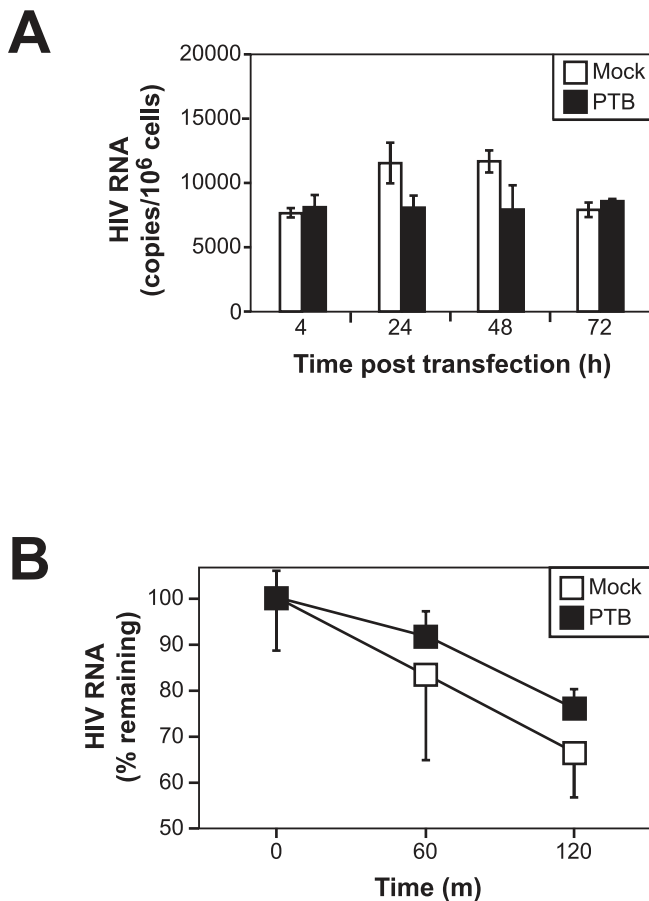 A
20000
15000
10000
5000
0
HIV RNA
(copies/10⁶ cells)
Mock
PTB
4 24 48 72
Time post transfection (h)
B
100
90
80
70
60
50
HIV RNA
(% remaining)
Mock
PTB
0 60 120
Time (m)